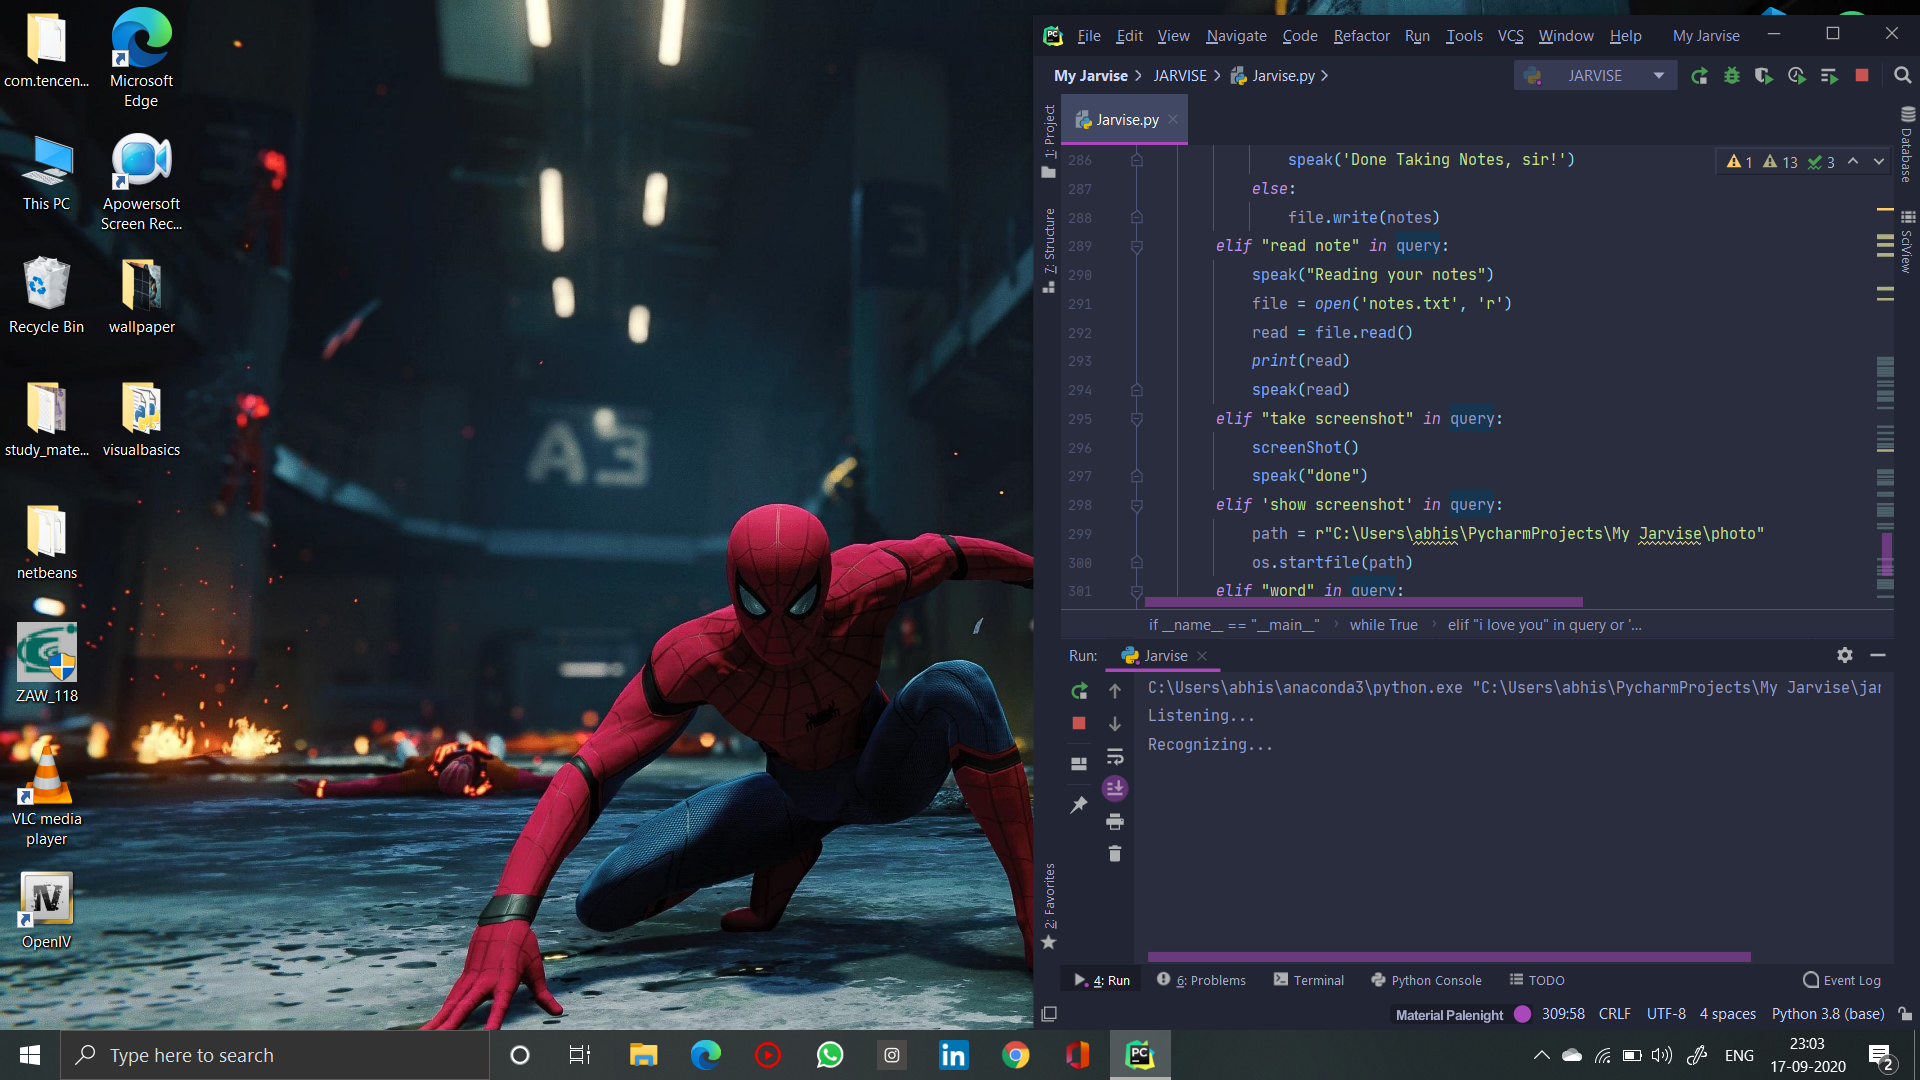 com.tencen...
Microsoft
Edge
This PC
Apowersoft
Screen Rec...
Recycle Bin
wallpaper
study_mate...
visualbasics
netbeans
ZAW_118
VLC media
player
IV
OpenIV
A3
File Edit View Navigate Code Refactor Run Tools VCS Window Help My Jarvise
My Jarvise JARVISE Jarvise.py
JARVISE
1: Project
7: Structure
2: Favorites
Jarvise.py
1 13 3
Database
SciView
286 speak('Done Taking Notes, sir!')
287 else:
288 file.write(notes)
289 elif "read note" in query:
290 speak("Reading your notes")
291 file = open('notes.txt', 'r')
292 read = file.read()
293 print(read)
294 speak(read)
295 elif "take screenshot" in query:
296 screenShot()
297 speak("done")
298 elif 'show screenshot' in query:
299 path = r"C:\Users\abhis\PycharmProjects\My Jarvise\photo"
300 os.startfile(path)
301 elif "word" in query:
if __name__ == "__main__" › while True › elif "i love you" in query or '...
Run: Jarvise
C:\Users\abhis\anaconda3\python.exe "C:\Users\abhis\PycharmProjects\My Jarvise\jar
Listening...
Recognizing...
4: Run 6: Problems Terminal Python Console TODO Event Log
Material Palenight 309:58 CRLF UTF-8 4 spaces Python 3.8 (base)
Type here to search
in
PC
ENG
23:03
17-09-2020
2